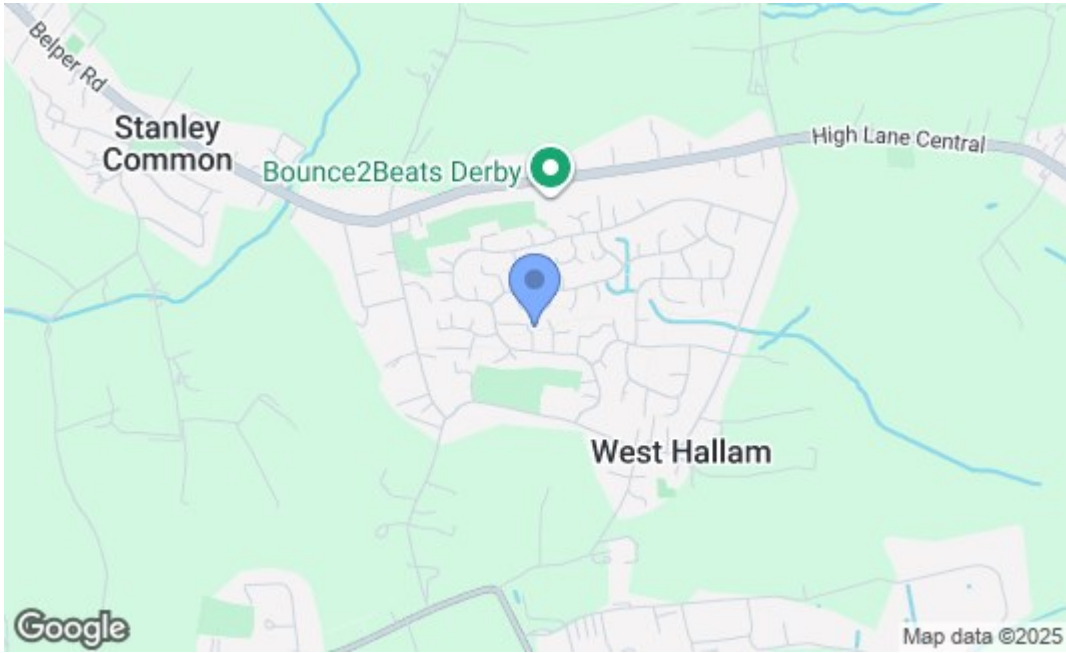 Belper Rd
Stanley
Common
Bounce2Beats Derby
High Lane Central
West Hallam
Google
Map data ©2025